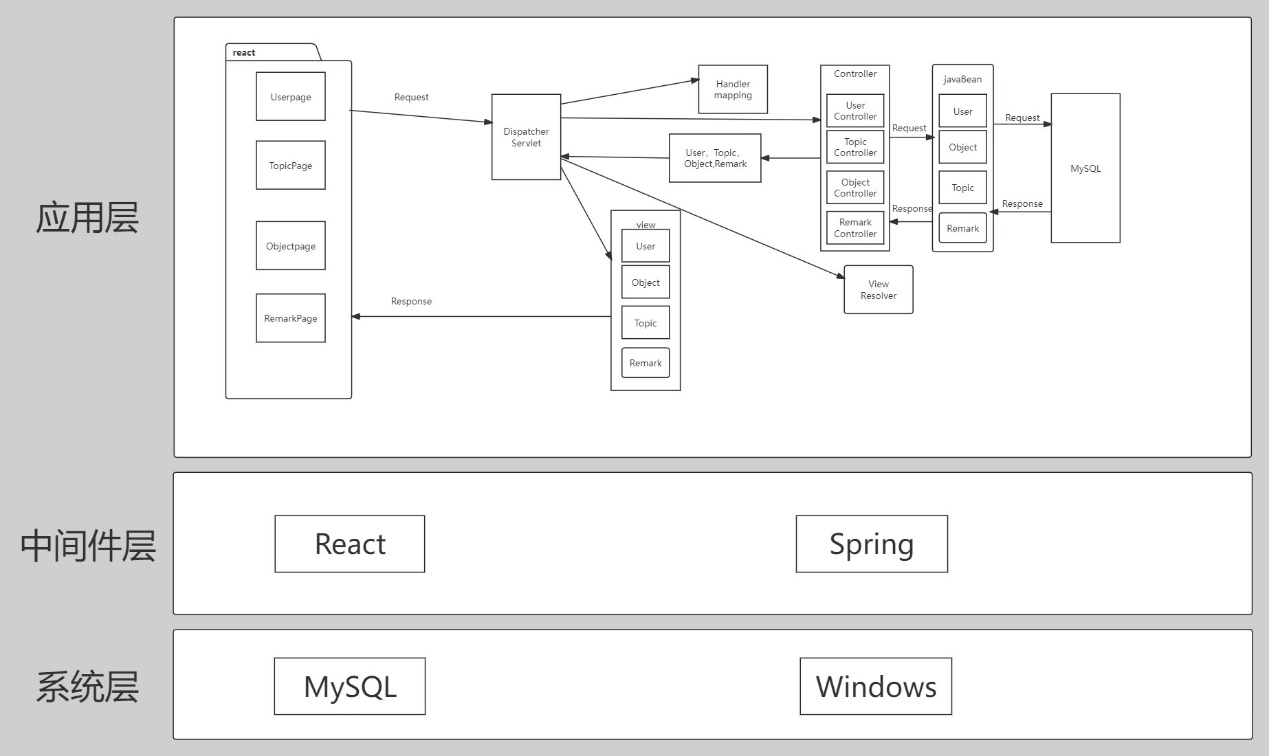 应用层
react
Userpage
TopicPage
Objectpage
RemarkPage
Request
Dispatcher
Servlet
Handler
mapping
User，Topic，
Object,Remark
view
User
Object
Topic
Remark
Response
Controller
User
Controller
Topic
Controller
Object
Controller
Remark
Controller
View
Resolver
Request
Response
javaBean
User
Object
Topic
Remark
Request
Response
MySQL
中间件层
React
Spring
系统层
MySQL
Windows